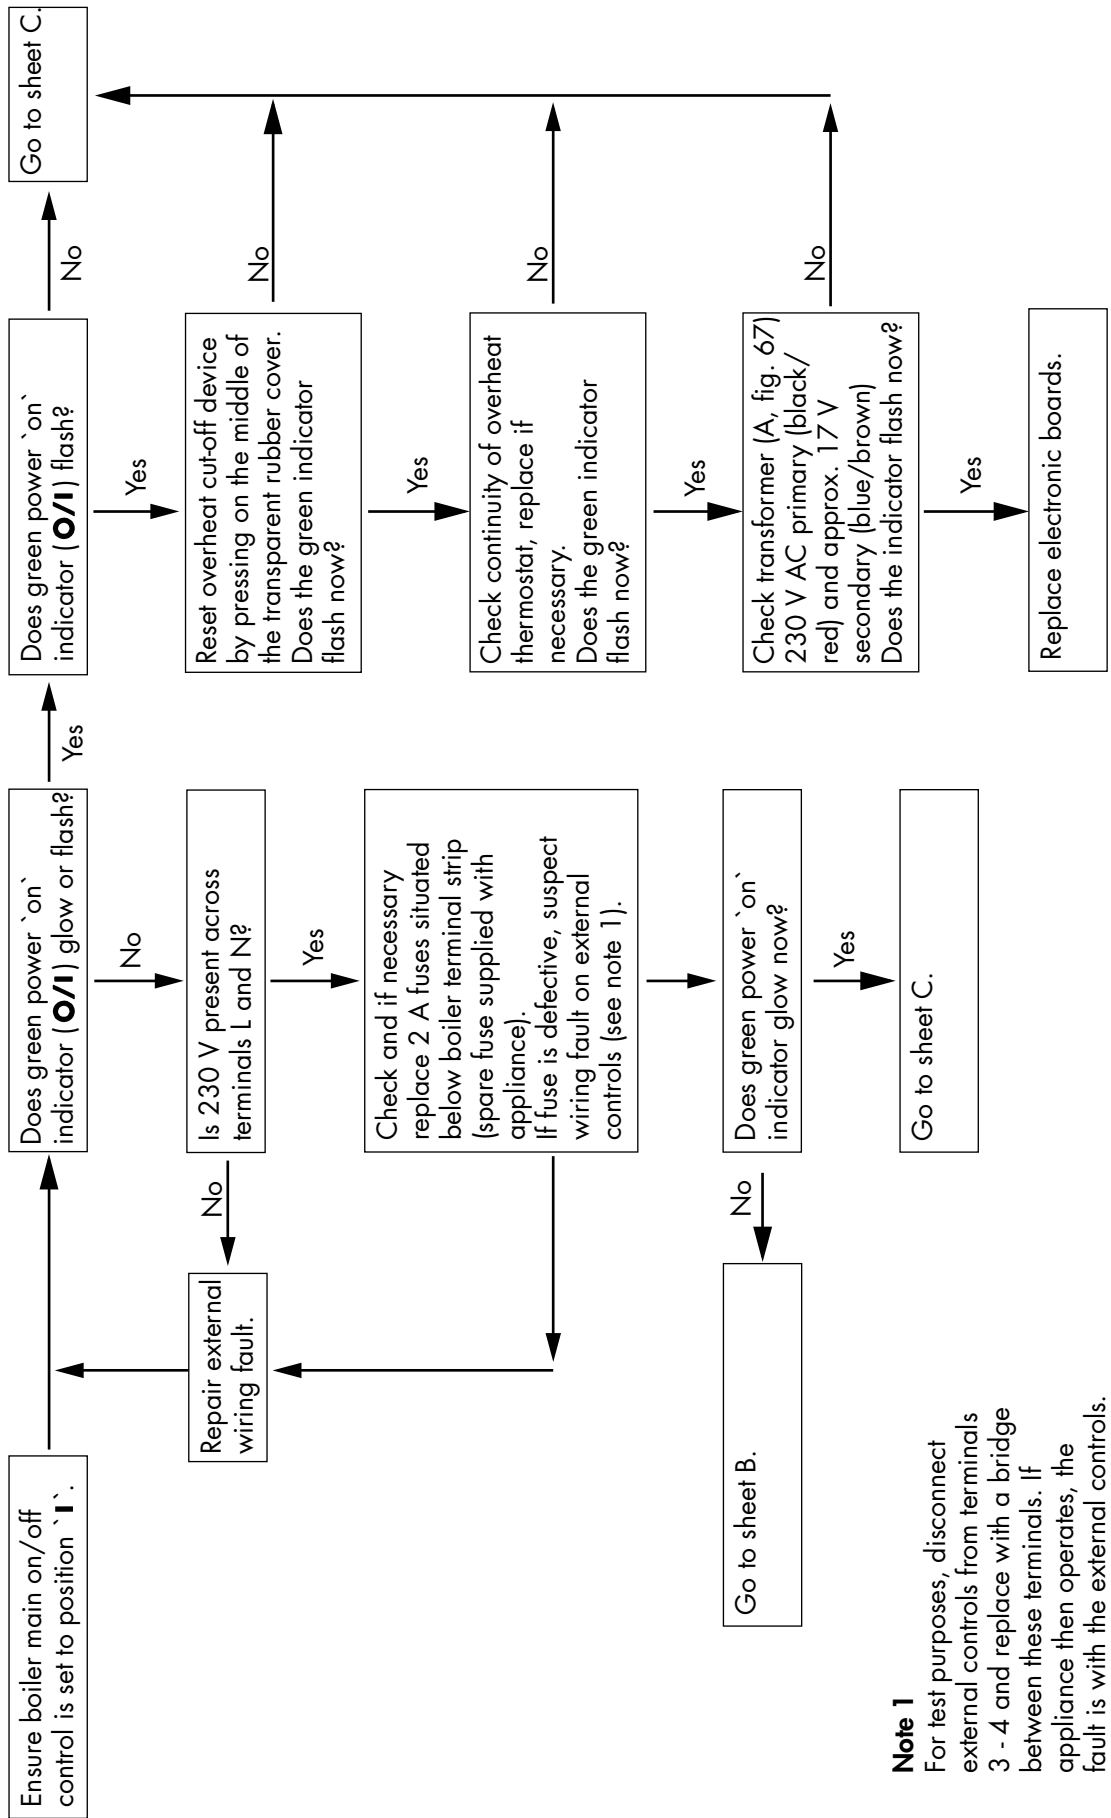 Ensure boiler main on/off
control is set to position `I`.
Does green power `on`
indicator (O/I) glow or flash?
Yes
Does green power `on`
indicator (O/I) flash?
No
Go to sheet C.
No
Is 230 V present across
terminals L and N?
No
Repair external
wiring fault.
Yes
Check and if necessary
replace 2 A fuses situated
below boiler terminal strip
(spare fuse supplied with
appliance).
If fuse is defective, suspect
wiring fault on external
controls (see note 1).
Does green power `on`
indicator glow now?
No
Go to sheet B.
Yes
Go to sheet C.
Yes
Reset overheat cut-off device
by pressing on the middle of
the transparent rubber cover.
Does the green indicator
flash now?
No
Yes
Check continuity of overheat
thermostat, replace if
necessary.
Does the green indicator
flash now?
No
Yes
Check transformer (A, fig. 67)
230 V AC primary (black/
red) and approx. 17 V
secondary (blue/brown)
Does the indicator flash now?
No
Yes
Replace electronic boards.
Note 1
For test purposes, disconnect
external controls from terminals
3 - 4 and replace with a bridge
between these terminals. If
appliance then operates, the
fault is with the external controls.